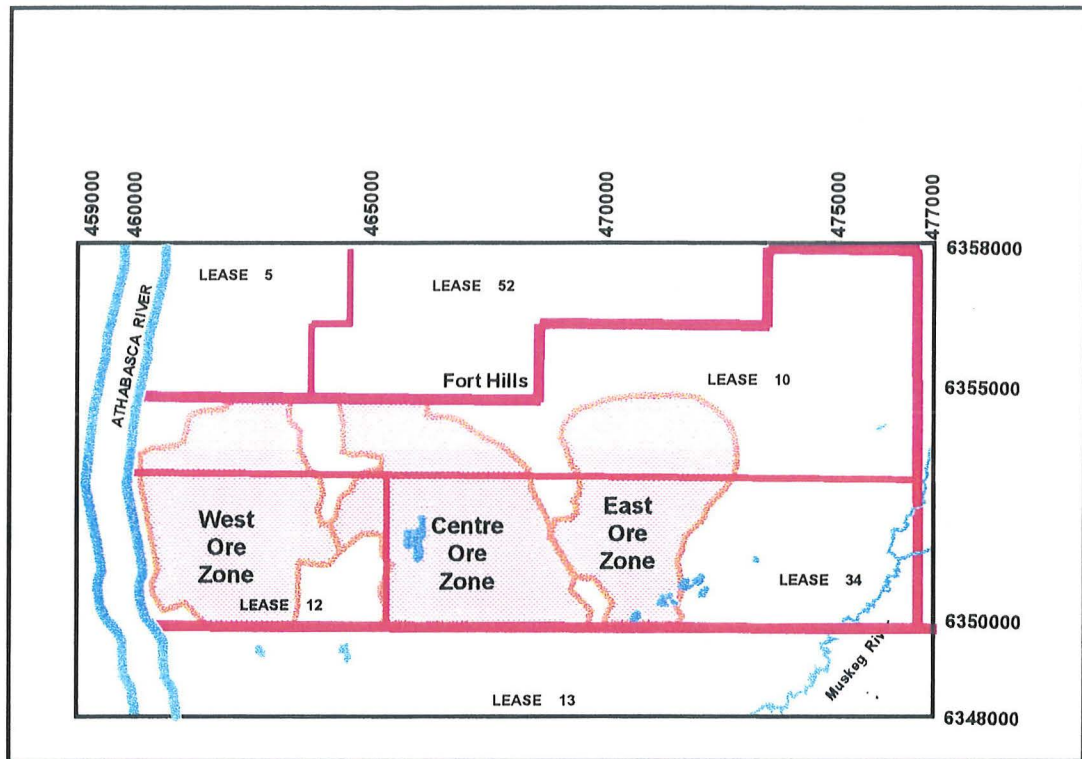 459000
460000
465000
470000
475000
477000
6358000
LEASE 5
LEASE 52
ATHABASCA RIVER
Fort Hills
LEASE 10
6355000
West
Ore
Zone
Centre
Ore
Zone
East
Ore
Zone
LEASE 34
LEASE 12
6350000
Muskeg Riv
LEASE 13
6348000